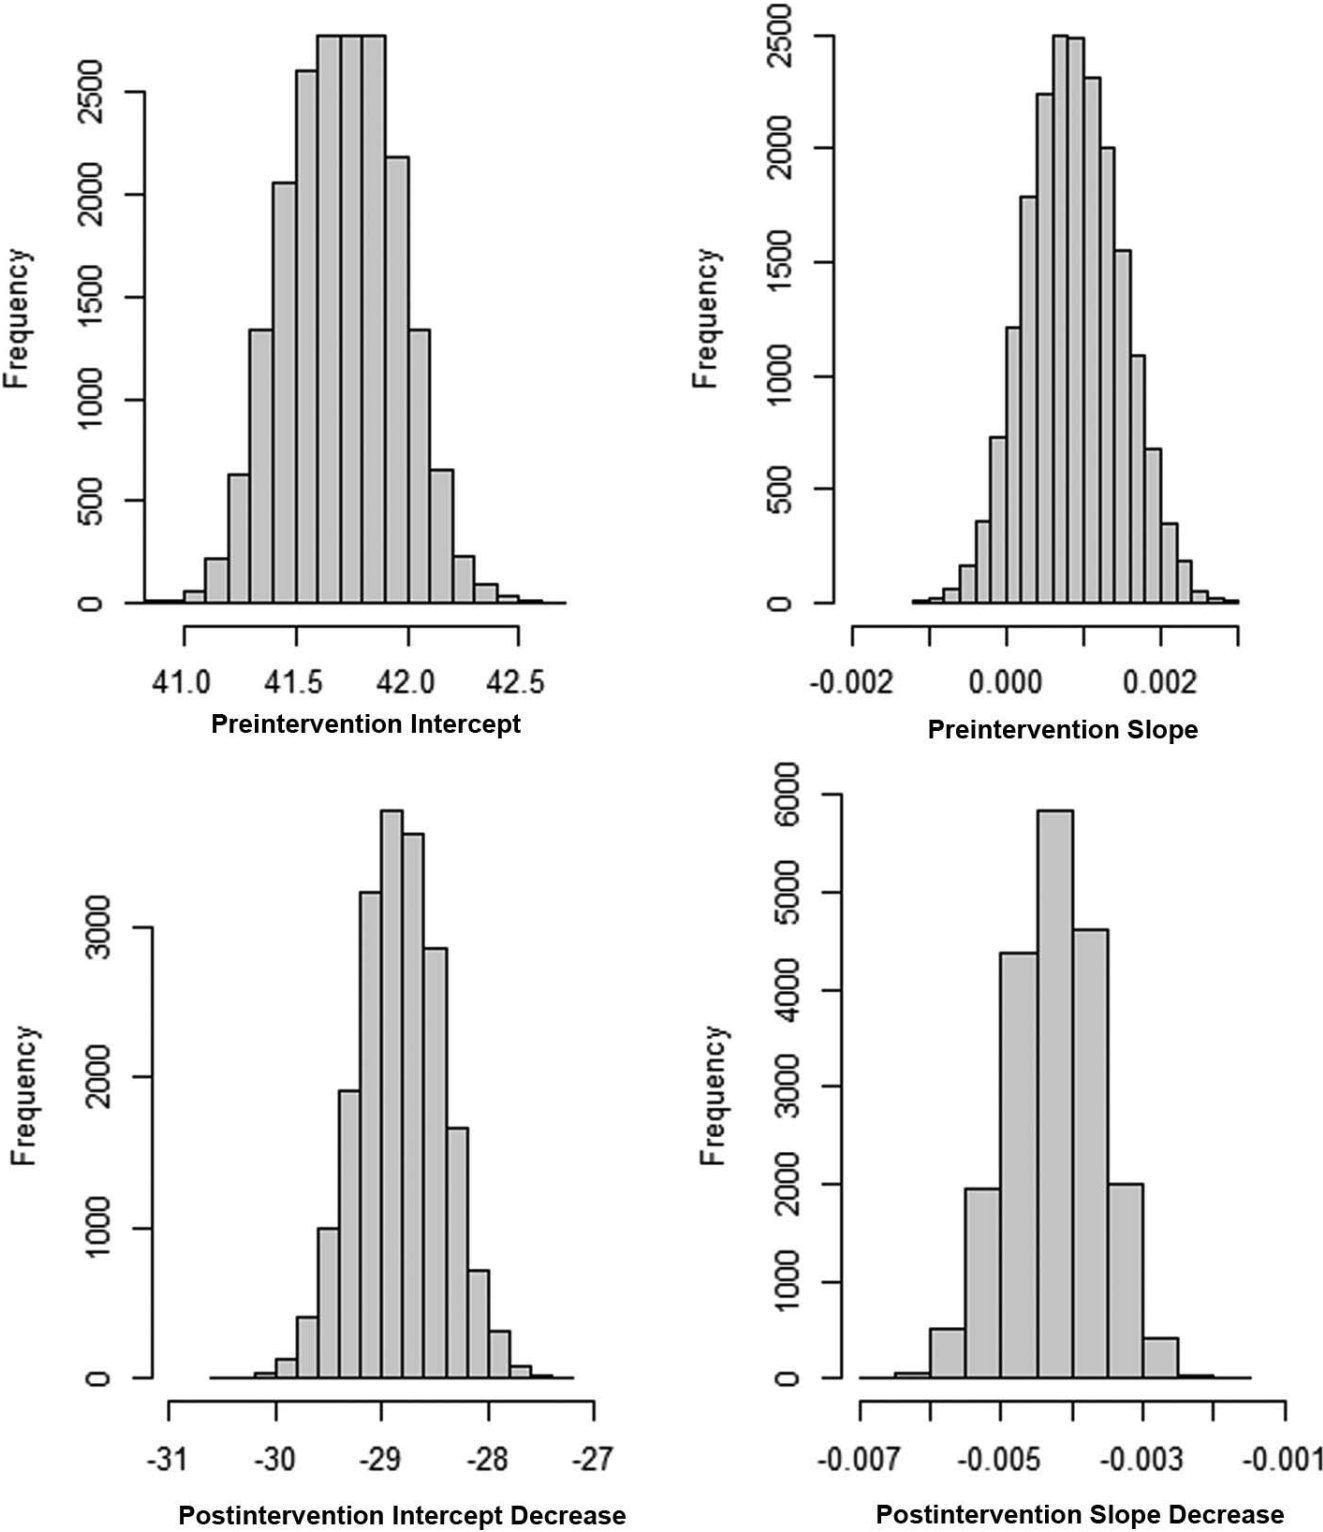 Frequency
0 500 1000 1500 2000 2500
41.0 41.5 42.0 42.5
Preintervention Intercept
Frequency
0 500 1000 1500 2000 2500
-0.002 0.000 0.002
Preintervention Slope
Frequency
0 1000 2000 3000
-31 -30 -29 -28 -27
Postintervention Intercept Decrease
Frequency
0 1000 2000 3000 4000 5000 6000
-0.007 -0.005 -0.003 -0.001
Postintervention Slope Decrease